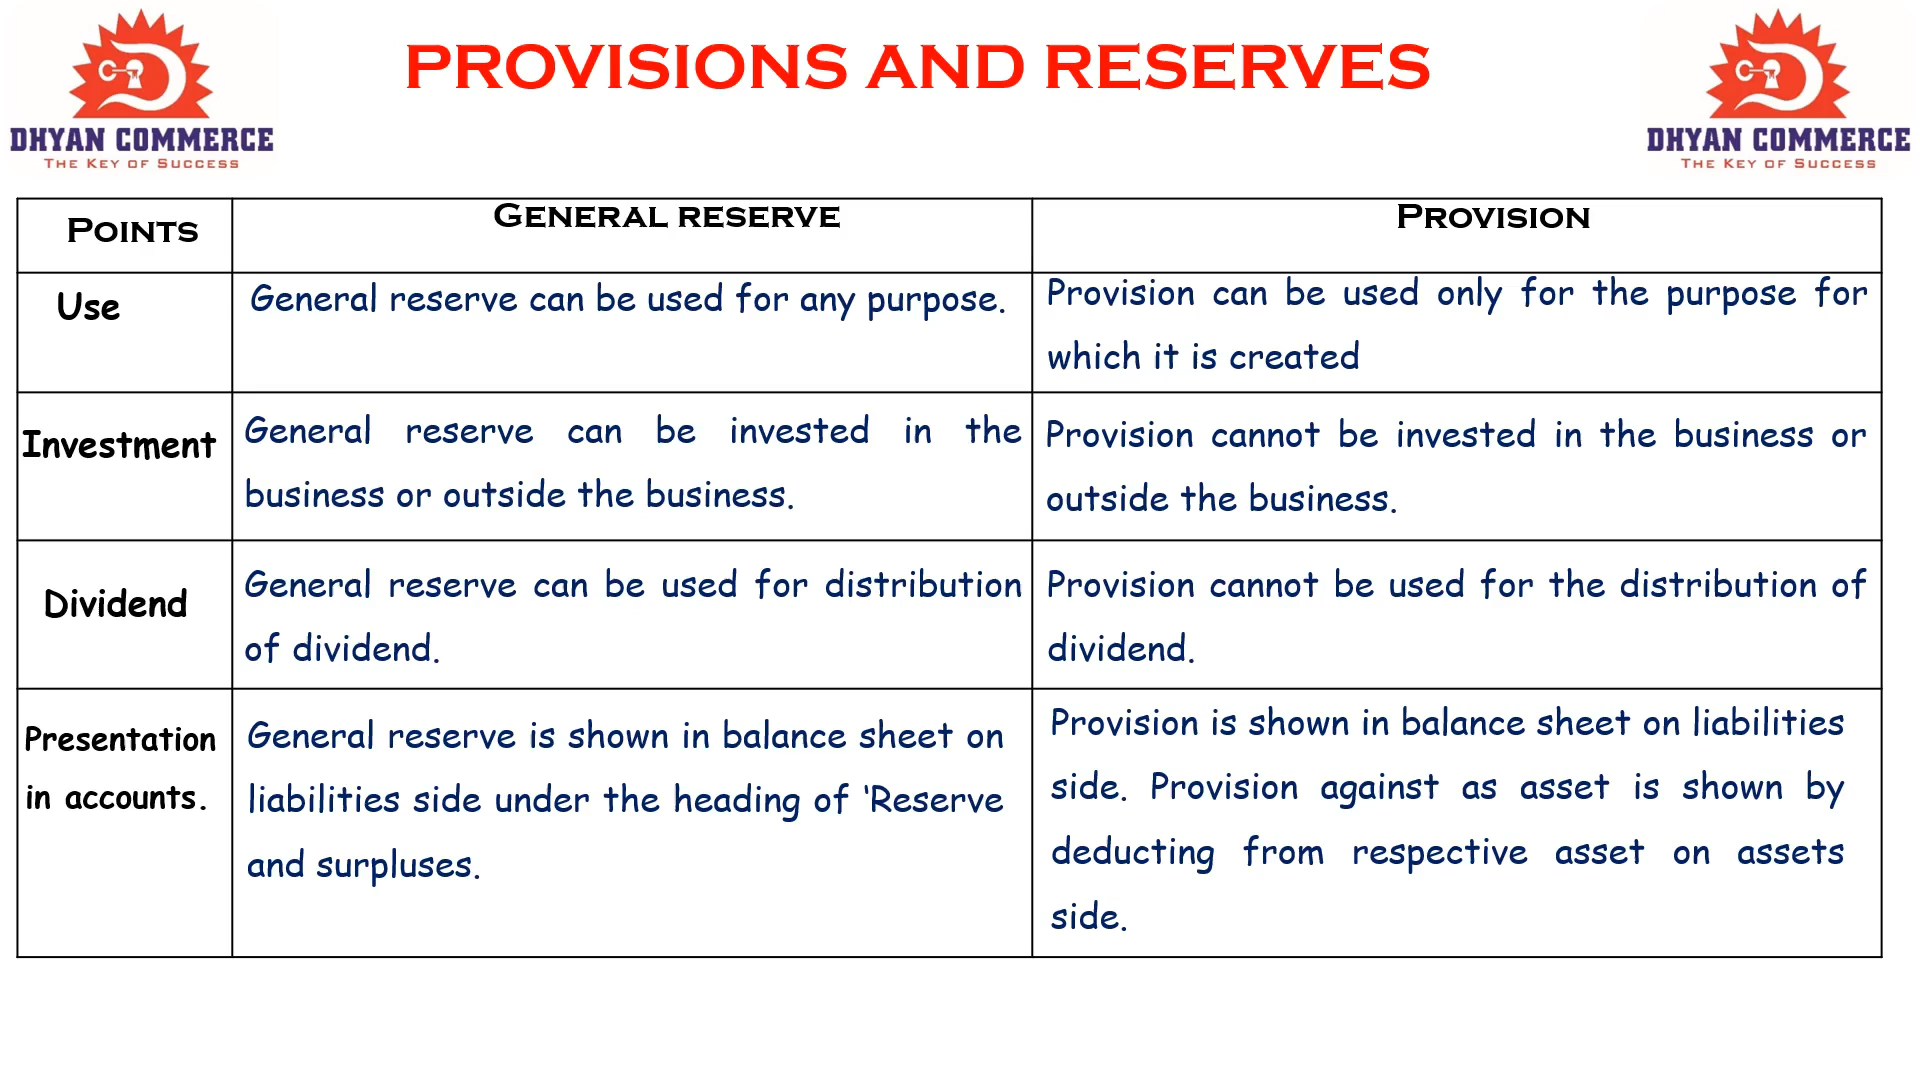 PROVISIONS AND RESERVES
DHYAN COMMERCE
THE KEY OF SUCCESS
DHYAN COMMERCE
THE KEY OF SUCCESS
POINTS
GENERAL RESERVE
PROVISION
Use
General reserve can be used for any purpose.
Provision can be used only for the purpose for
which it is created
Investment
General reserve can be invested in the
business or outside the business.
Provision cannot be invested in the business or
outside the business.
Dividend
General reserve can be used for distribution
of dividend.
Provision cannot be used for the distribution of
dividend.
Presentation
in accounts.
General reserve is shown in balance sheet on
liabilities side under the heading of ‘Reserve
and surpluses.
Provision is shown in balance sheet on liabilities
side. Provision against as asset is shown by
deducting from respective asset on assets
side.